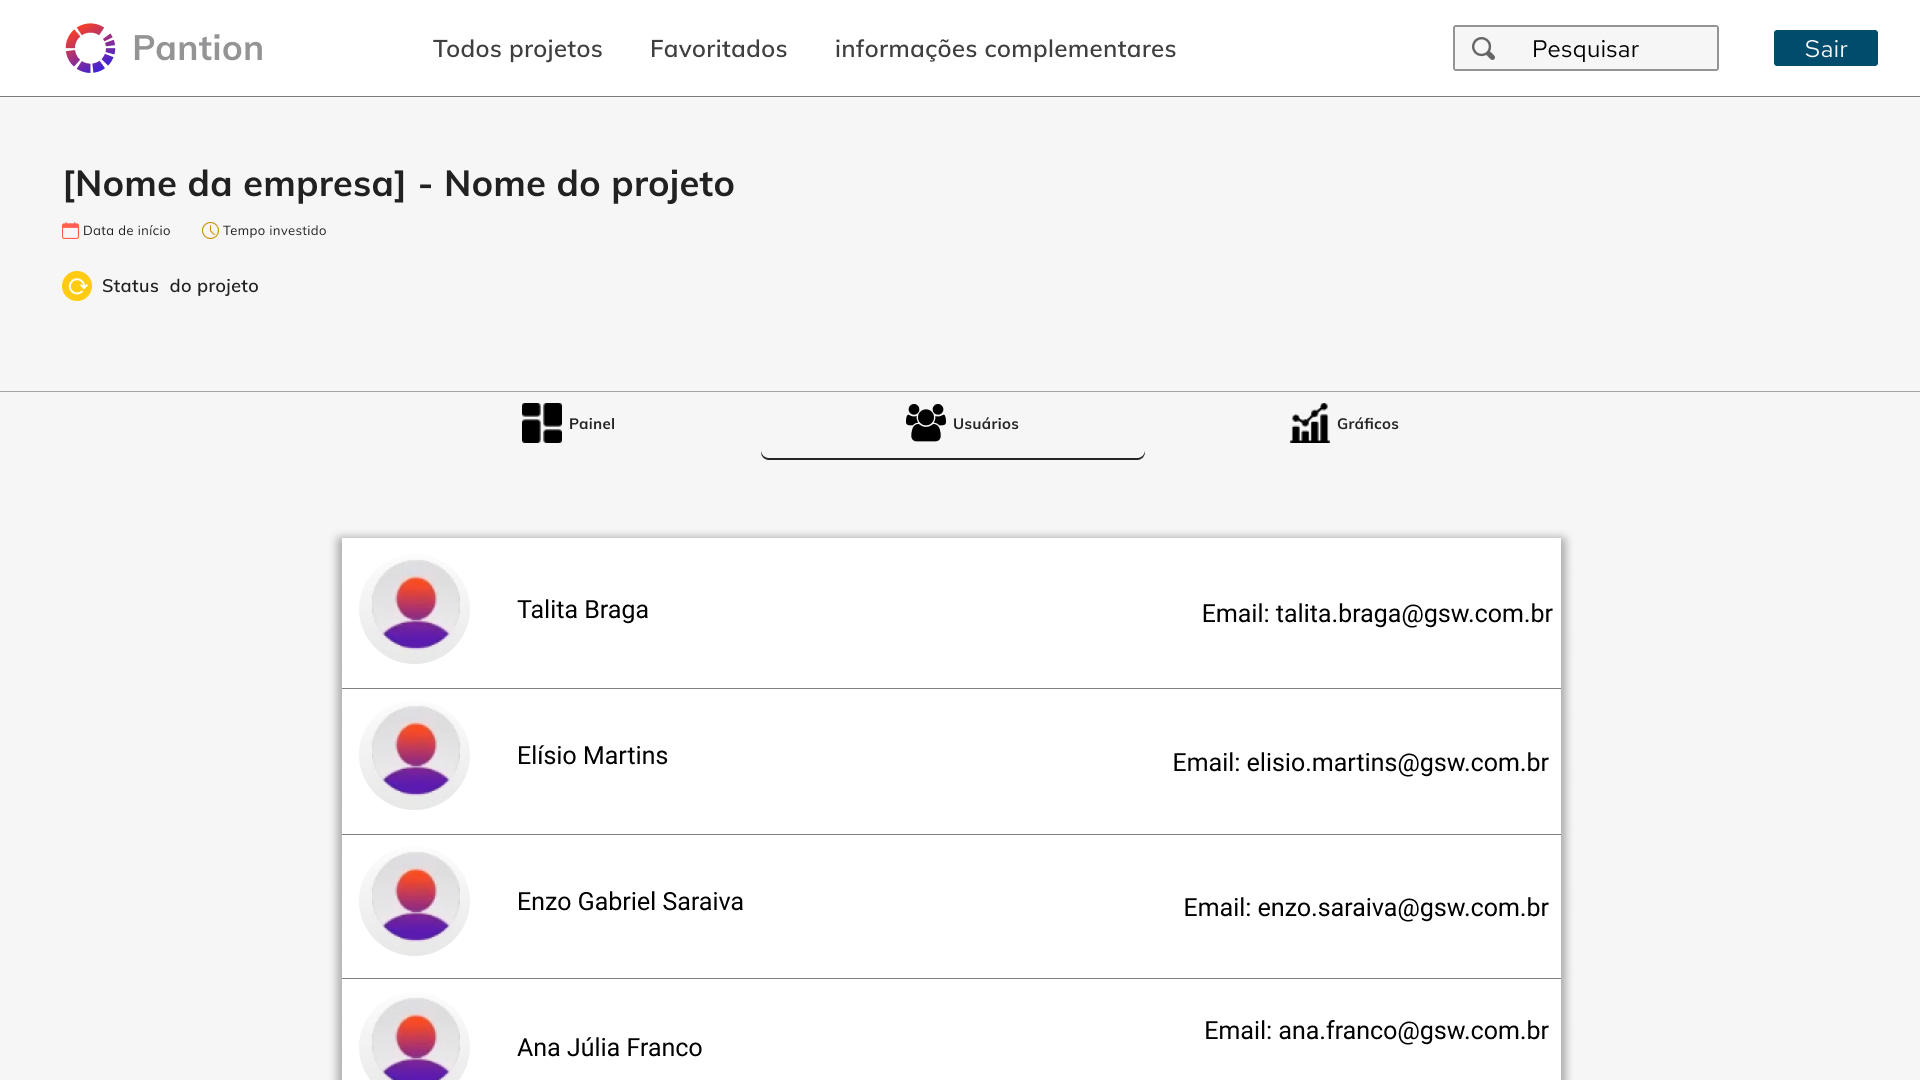 Pantion
Todos projetos
Favoritados
informações complementares
Pesquisar
Sair
[Nome da empresa] - Nome do projeto
Data de início
Tempo investido
Status  do projeto
Painel
Usuários
Gráficos
Talita Braga
Email: talita.braga@gsw.com.br
Elísio Martins
Email: elisio.martins@gsw.com.br
Enzo Gabriel Saraiva
Email: enzo.saraiva@gsw.com.br
Ana Júlia Franco
Email: ana.franco@gsw.com.br